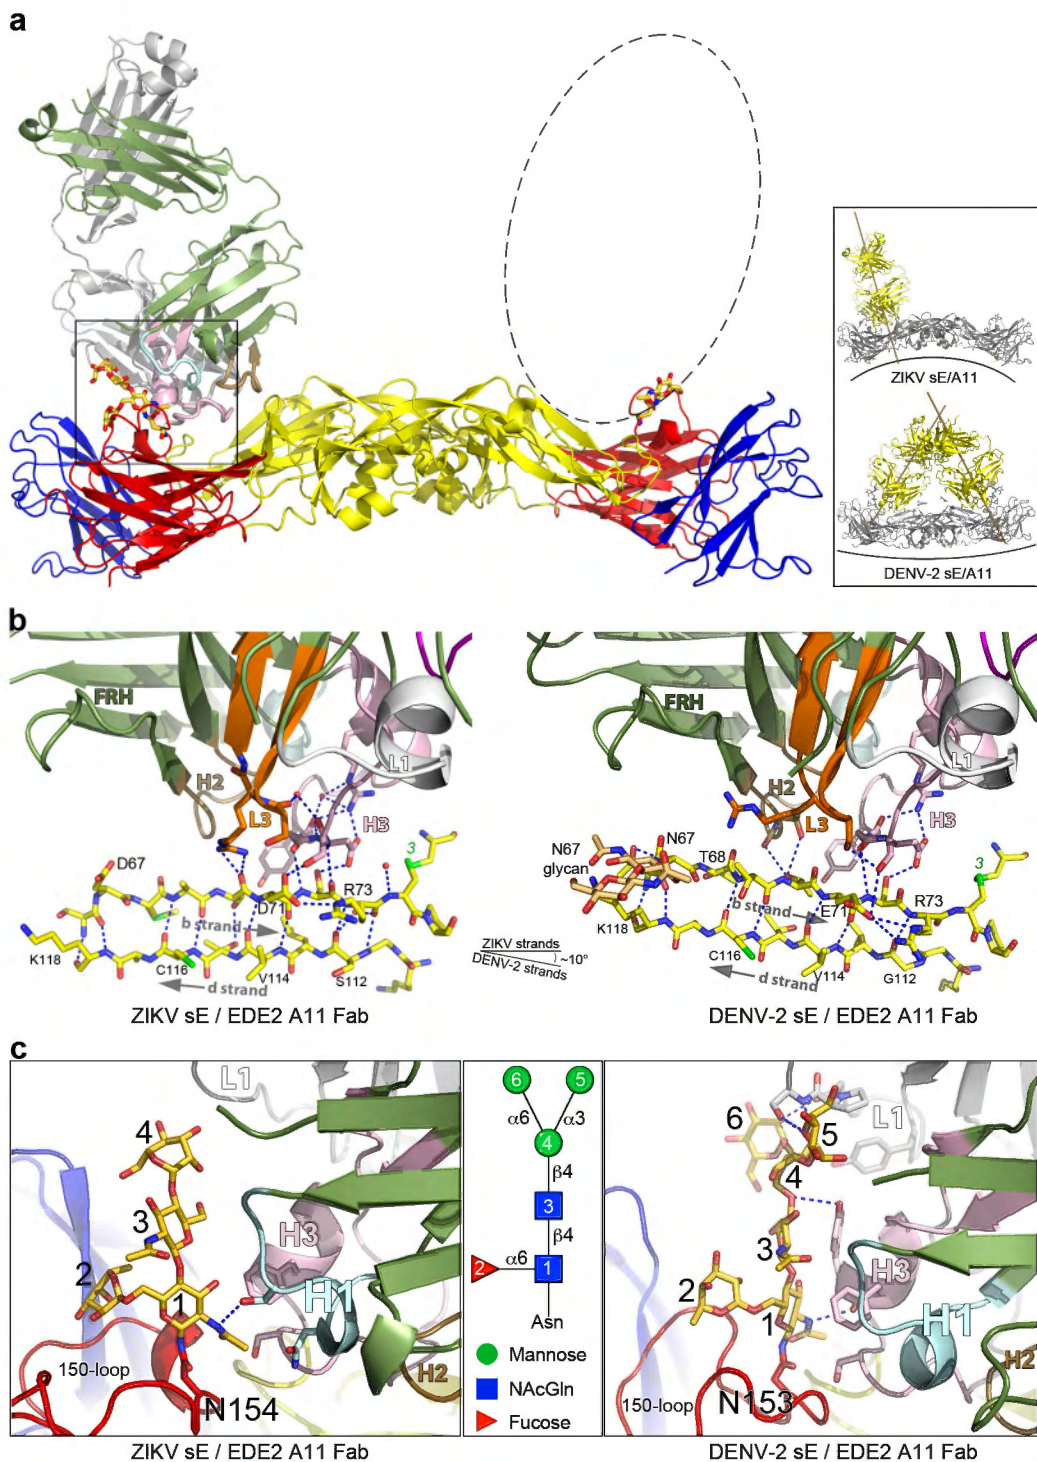 a
ZIKV sE/A11
DENV-2 sE/A11
b
FRH
H2
L3
L1
H3
D67
3
D71
R73
b strand
K118
C116
V114
S112
d strand
ZIKV sE / EDE2 A11 Fab
ZIKV strands
DENV-2 strands
~10°
H2
L3
L1
H3
N67
N67
glycan
T68
3
E71
R73
b strand
K118
C116
V114
G112
d strand
DENV-2 sE / EDE2 A11 Fab
c
L1
4
3
2
1
H3
H1
H2
150-loop
N154
ZIKV sE / EDE2 A11 Fab
6
5
α6
α3
4
β4
3
β4
2
α6
1
Asn
Mannose
NAcGln
Fucose
L1
6
5
4
3
2
1
H3
H1
H2
150-loop
N153
DENV-2 sE / EDE2 A11 Fab